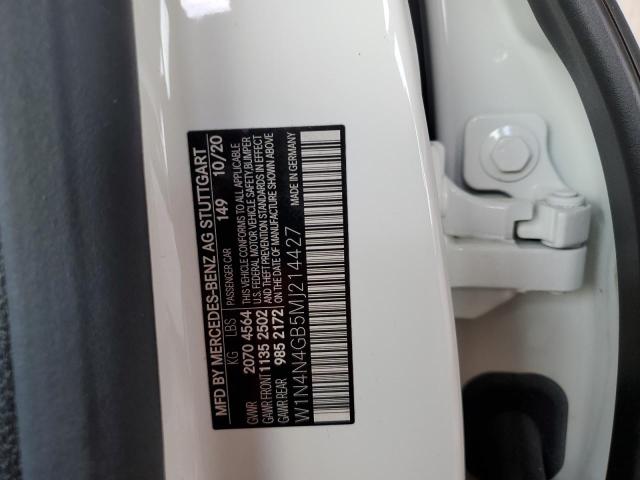 MFD BY MERCEDES-BENZ AG STUTTGART
PASSENGER CAR 149 10/20
KG LBS
GVWR 2070 4564
GAWR FRONT 1135 2502
GAWR REAR 985 2172
THIS VEHICLE CONFORMS TO ALL APPLICABLE
U.S. FEDERAL MOTOR VEHICLE SAFETY, BUMPER
AND THEFT PREVENTION STANDARDS IN EFFECT
ON THE DATE OF MANUFACTURE SHOWN ABOVE
MADE IN GERMANY
W1N4N4GB5MJ214427